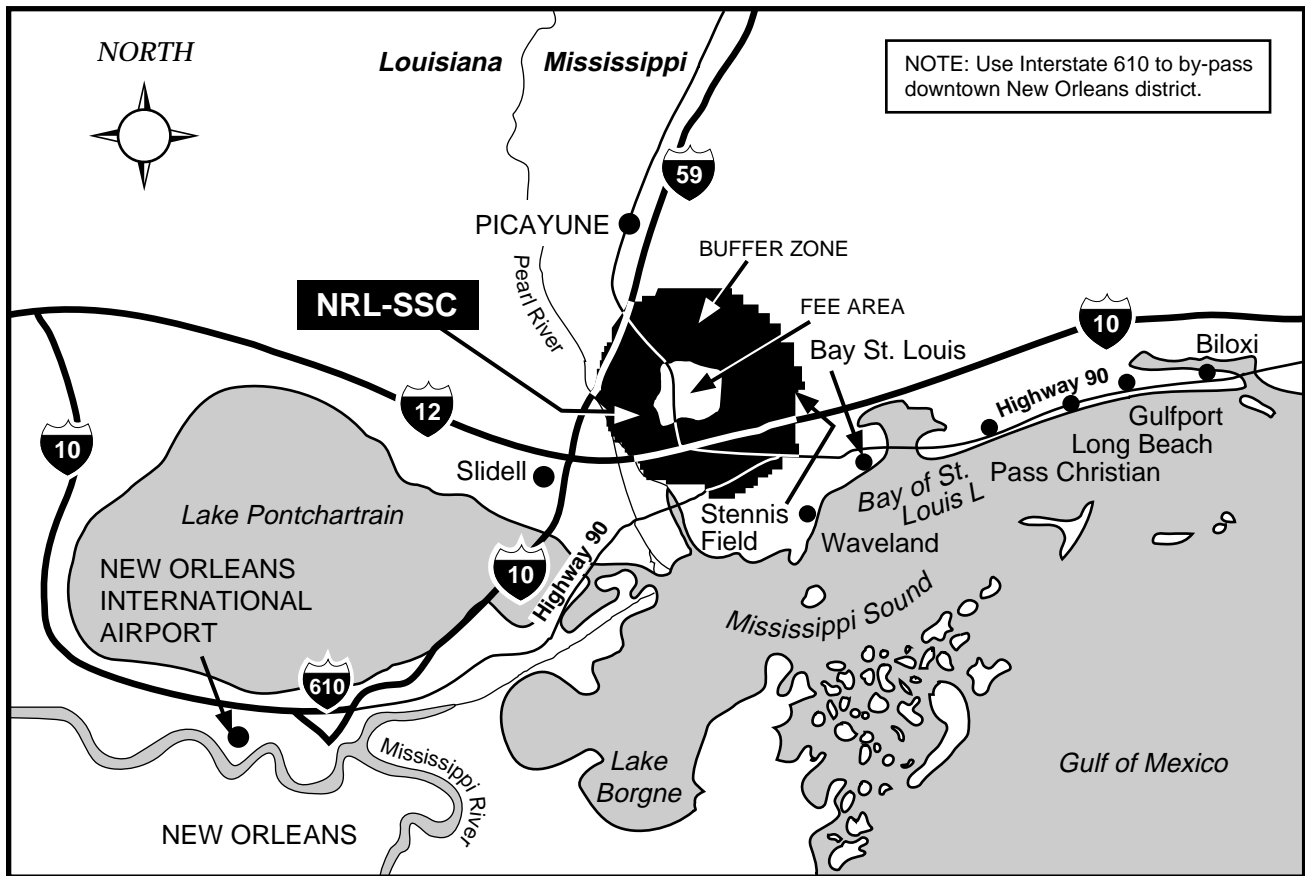 NORTH
Louisiana
Mississippi
NOTE: Use Interstate 610 to by-pass
downtown New Orleans district.
59
PICAYUNE
Pearl River
BUFFER ZONE
NRL-SSC
FEE AREA
Bay St. Louis
10
Biloxi
Highway 90
12
10
Gulfport
Long Beach
Pass Christian
Slidell
Bay of St.
Louis L
Lake Pontchartrain
Stennis
Field
Waveland
10
Highway 90
NEW ORLEANS
INTERNATIONAL
AIRPORT
Mississippi Sound
610
Mississippi River
Lake
Borgne
Gulf of Mexico
NEW ORLEANS